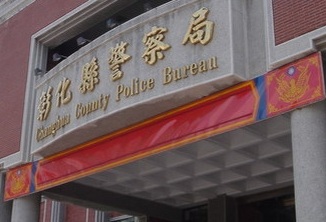 彰化縣警察局
Changhua County Police Bureau